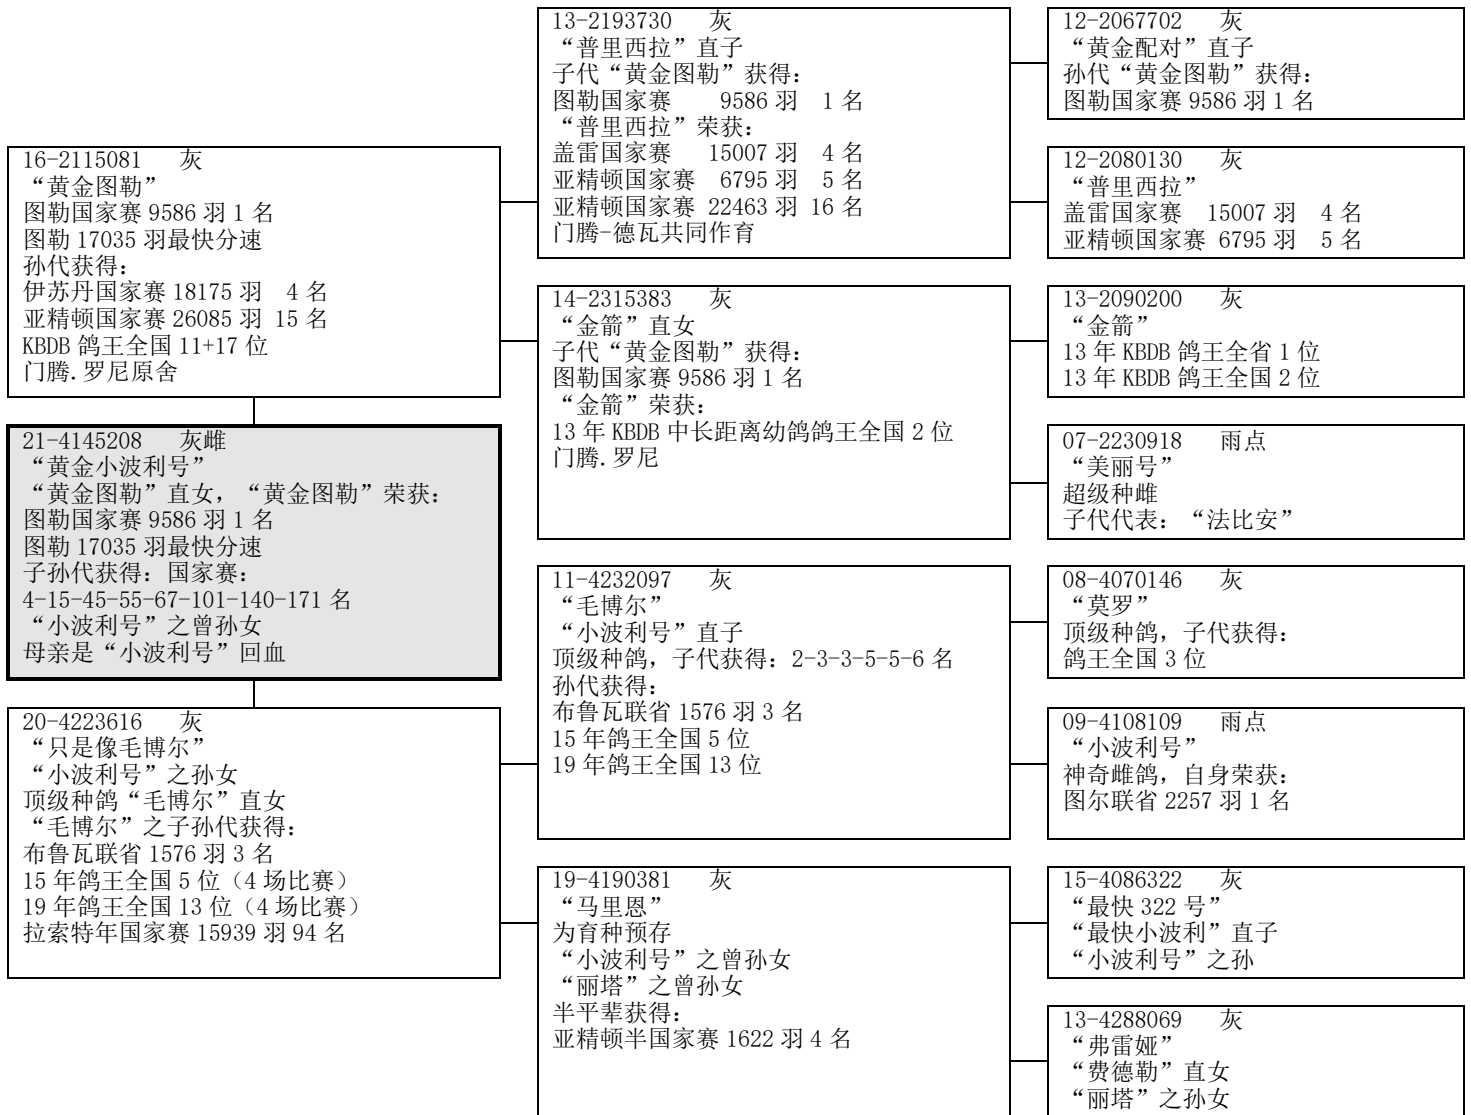 16-2115081 灰
“黄金图勒”
图勒国家赛 9586 羽 1 名
图勒 17035 羽最快分速
孙代获得:
伊苏丹国家赛 18175 羽 4 名
亚精顿国家赛 26085 羽 15 名
KBDB 鸽王全国 11+17 位
门腾.罗尼原舍
21-4145208 灰雌
“黄金小波利号”
“黄金图勒”直女，“黄金图勒”荣获:
图勒国家赛 9586 羽 1 名
图勒 17035 羽最快分速
子孙代获得: 国家赛:
4-15-45-55-67-101-140-171 名
“小波利号”之曾孙女
母亲是“小波利号”回血
20-4223616 灰
“只是像毛博尔”
“小波利号”之孙女
顶级种鸽“毛博尔”直女
“毛博尔”之子孙代获得:
布鲁瓦联省 1576 羽 3 名
15 年鸽王全国 5 位（4 场比赛）
19 年鸽王全国 13 位（4 场比赛）
拉索特年国家赛 15939 羽 94 名
13-2193730 灰
“普里西拉”直子
子代“黄金图勒”获得:
图勒国家赛 9586 羽 1 名
“普里西拉”荣获:
盖雷国家赛 15007 羽 4 名
亚精顿国家赛 6795 羽 5 名
亚精顿国家赛 22463 羽 16 名
门腾-德瓦共同作育
14-2315383 灰
“金箭”直女
子代“黄金图勒”获得:
图勒国家赛 9586 羽 1 名
“金箭”荣获:
13 年 KBDB 中长距离幼鸽鸽王全国 2 位
门腾.罗尼
11-4232097 灰
“毛博尔”
“小波利号”直子
顶级种鸽，子代获得: 2-3-3-5-5-6 名
孙代获得:
布鲁瓦联省 1576 羽 3 名
15 年鸽王全国 5 位
19 年鸽王全国 13 位
19-4190381 灰
“马里恩”
为育种预存
“小波利号”之曾孙女
“丽塔”之曾孙女
半平辈获得:
亚精顿半国家赛 1622 羽 4 名
12-2067702 灰
“黄金配对”直子
孙代“黄金图勒”获得:
图勒国家赛 9586 羽 1 名
12-2080130 灰
“普里西拉”
盖雷国家赛 15007 羽 4 名
亚精顿国家赛 6795 羽 5 名
13-2090200 灰
“金箭”
13 年 KBDB 鸽王全省 1 位
13 年 KBDB 鸽王全国 2 位
07-2230918 雨点
“美丽号”
超级种雌
子代代表: “法比安”
08-4070146 灰
“莫罗”
顶级种鸽，子代获得:
鸽王全国 3 位
09-4108109 雨点
“小波利号”
神奇雌鸽，自身荣获:
图尔联省 2257 羽 1 名
15-4086322 灰
“最快 322 号”
“最快小波利”直子
“小波利号”之孙
13-4288069 灰
“弗雷娅”
“费德勒”直女
“丽塔”之孙女